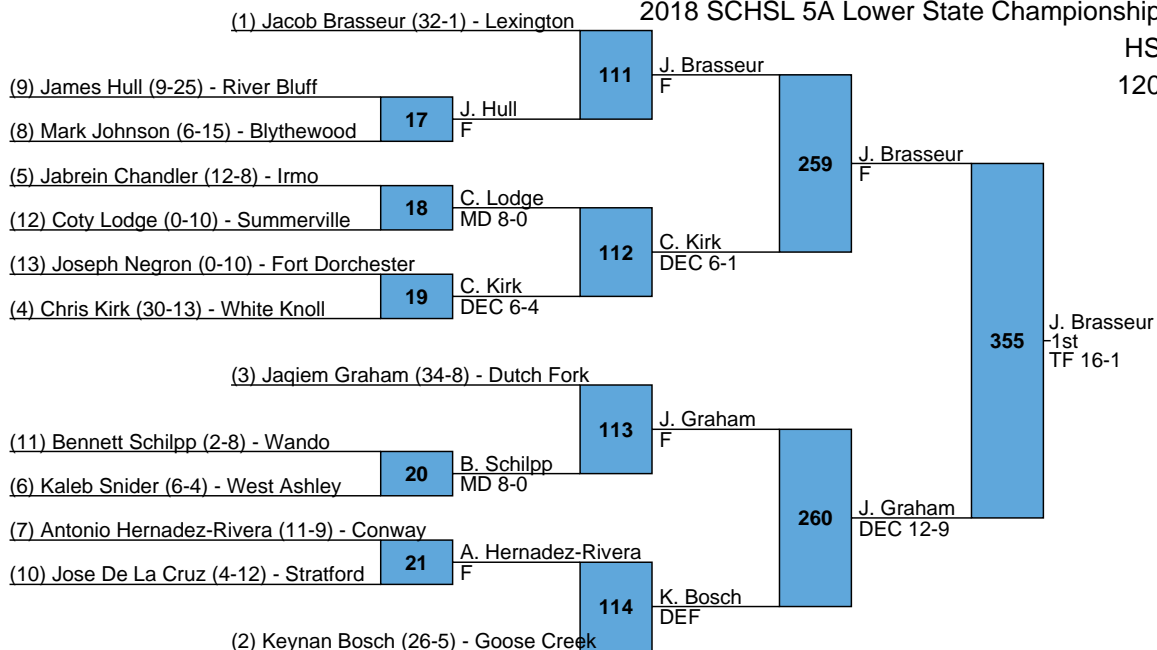 2018 SCHSL 5A Lower State Championship
HS
120
(1) Jacob Brasseur (32-1) - Lexington
111
J. Brasseur
F
(9) James Hull (9-25) - River Bluff
17
J. Hull
F
(8) Mark Johnson (6-15) - Blythewood
259
J. Brasseur
F
(5) Jabrein Chandler (12-8) - Irmo
18
C. Lodge
MD 8-0
(12) Coty Lodge (0-10) - Summerville
112
C. Kirk
DEC 6-1
(13) Joseph Negron (0-10) - Fort Dorchester
19
C. Kirk
DEC 6-4
(4) Chris Kirk (30-13) - White Knoll
355
J. Brasseur
1st
TF 16-1
(3) Jaqiem Graham (34-8) - Dutch Fork
113
J. Graham
F
(11) Bennett Schilpp (2-8) - Wando
20
B. Schilpp
MD 8-0
(6) Kaleb Snider (6-4) - West Ashley
260
J. Graham
DEC 12-9
(7) Antonio Hernadez-Rivera (11-9) - Conway
21
A. Hernadez-Rivera
F
(10) Jose De La Cruz (4-12) - Stratford
114
K. Bosch
DEF
(2) Keynan Bosch (26-5) - Goose Creek